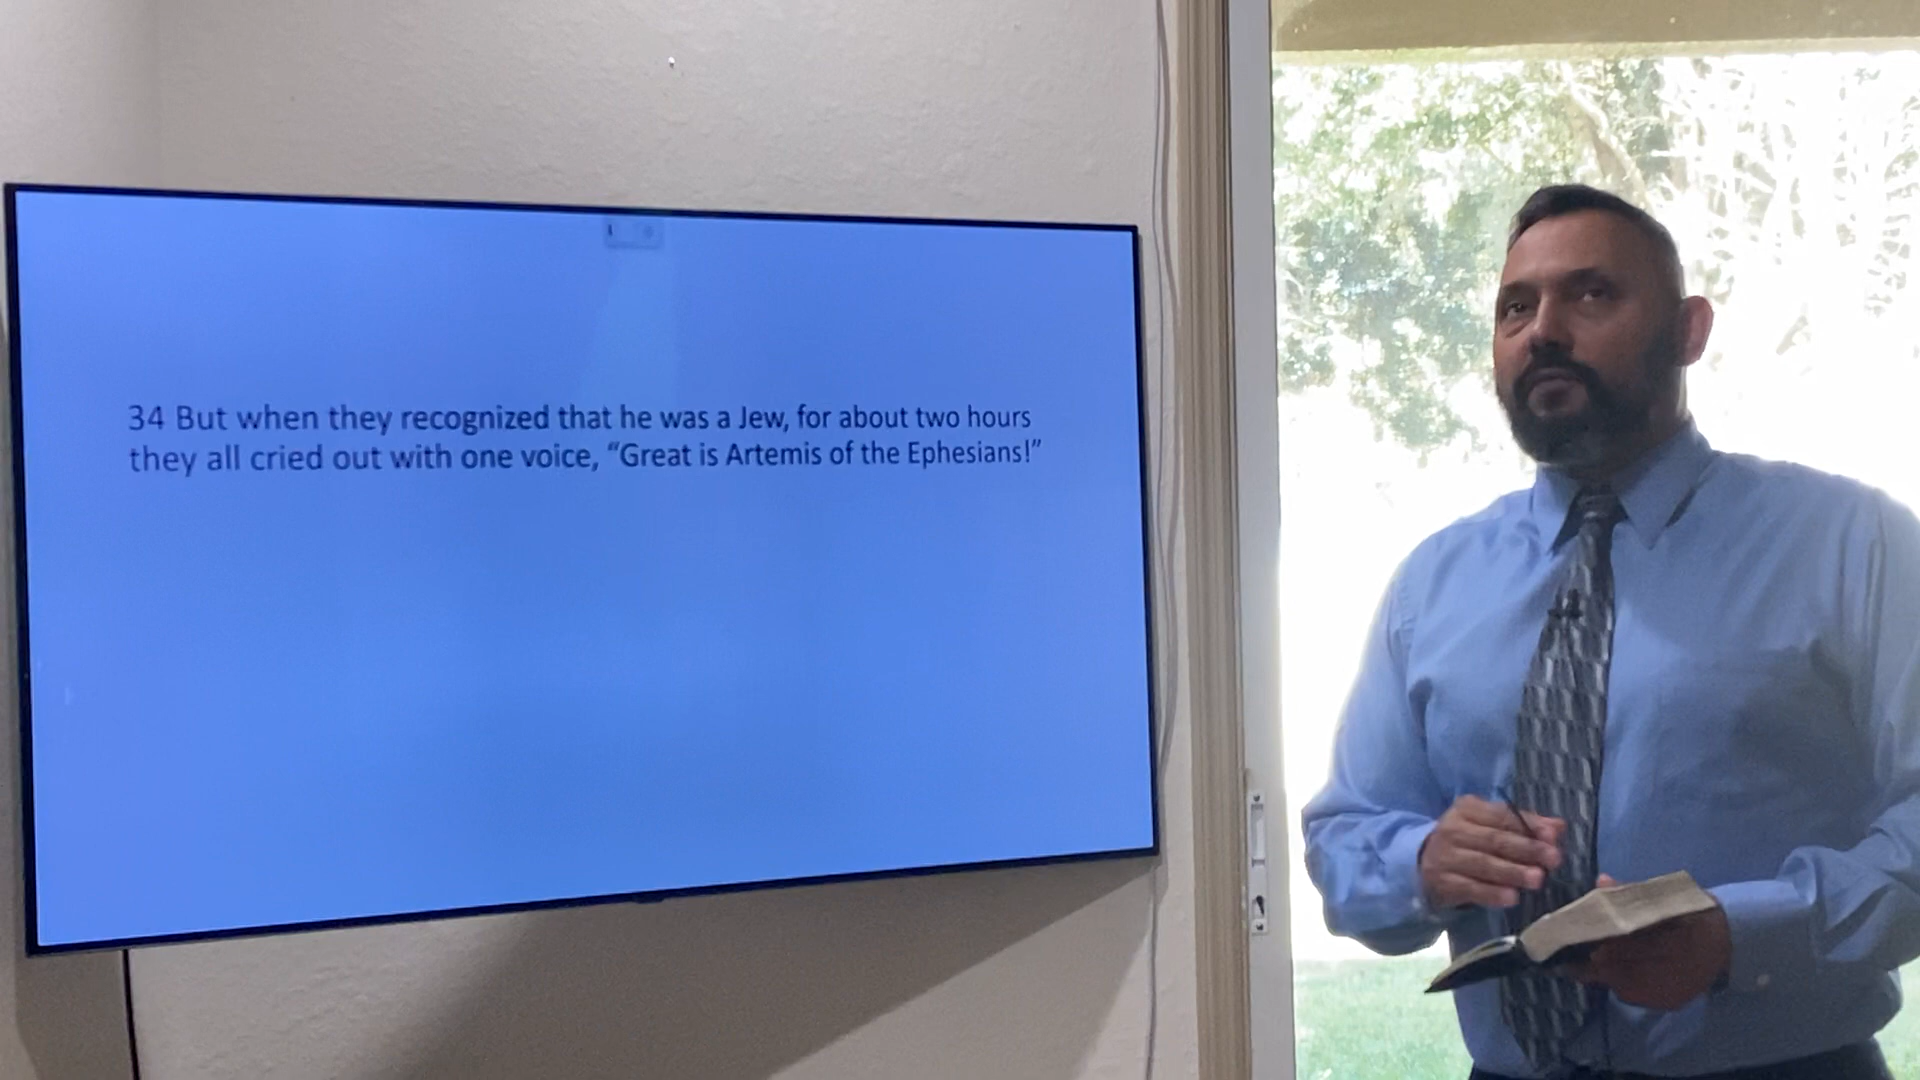 34 But when they recognized that he was a Jew, for about two hours
they all cried out with one voice, “Great is Artemis of the Ephesians!”